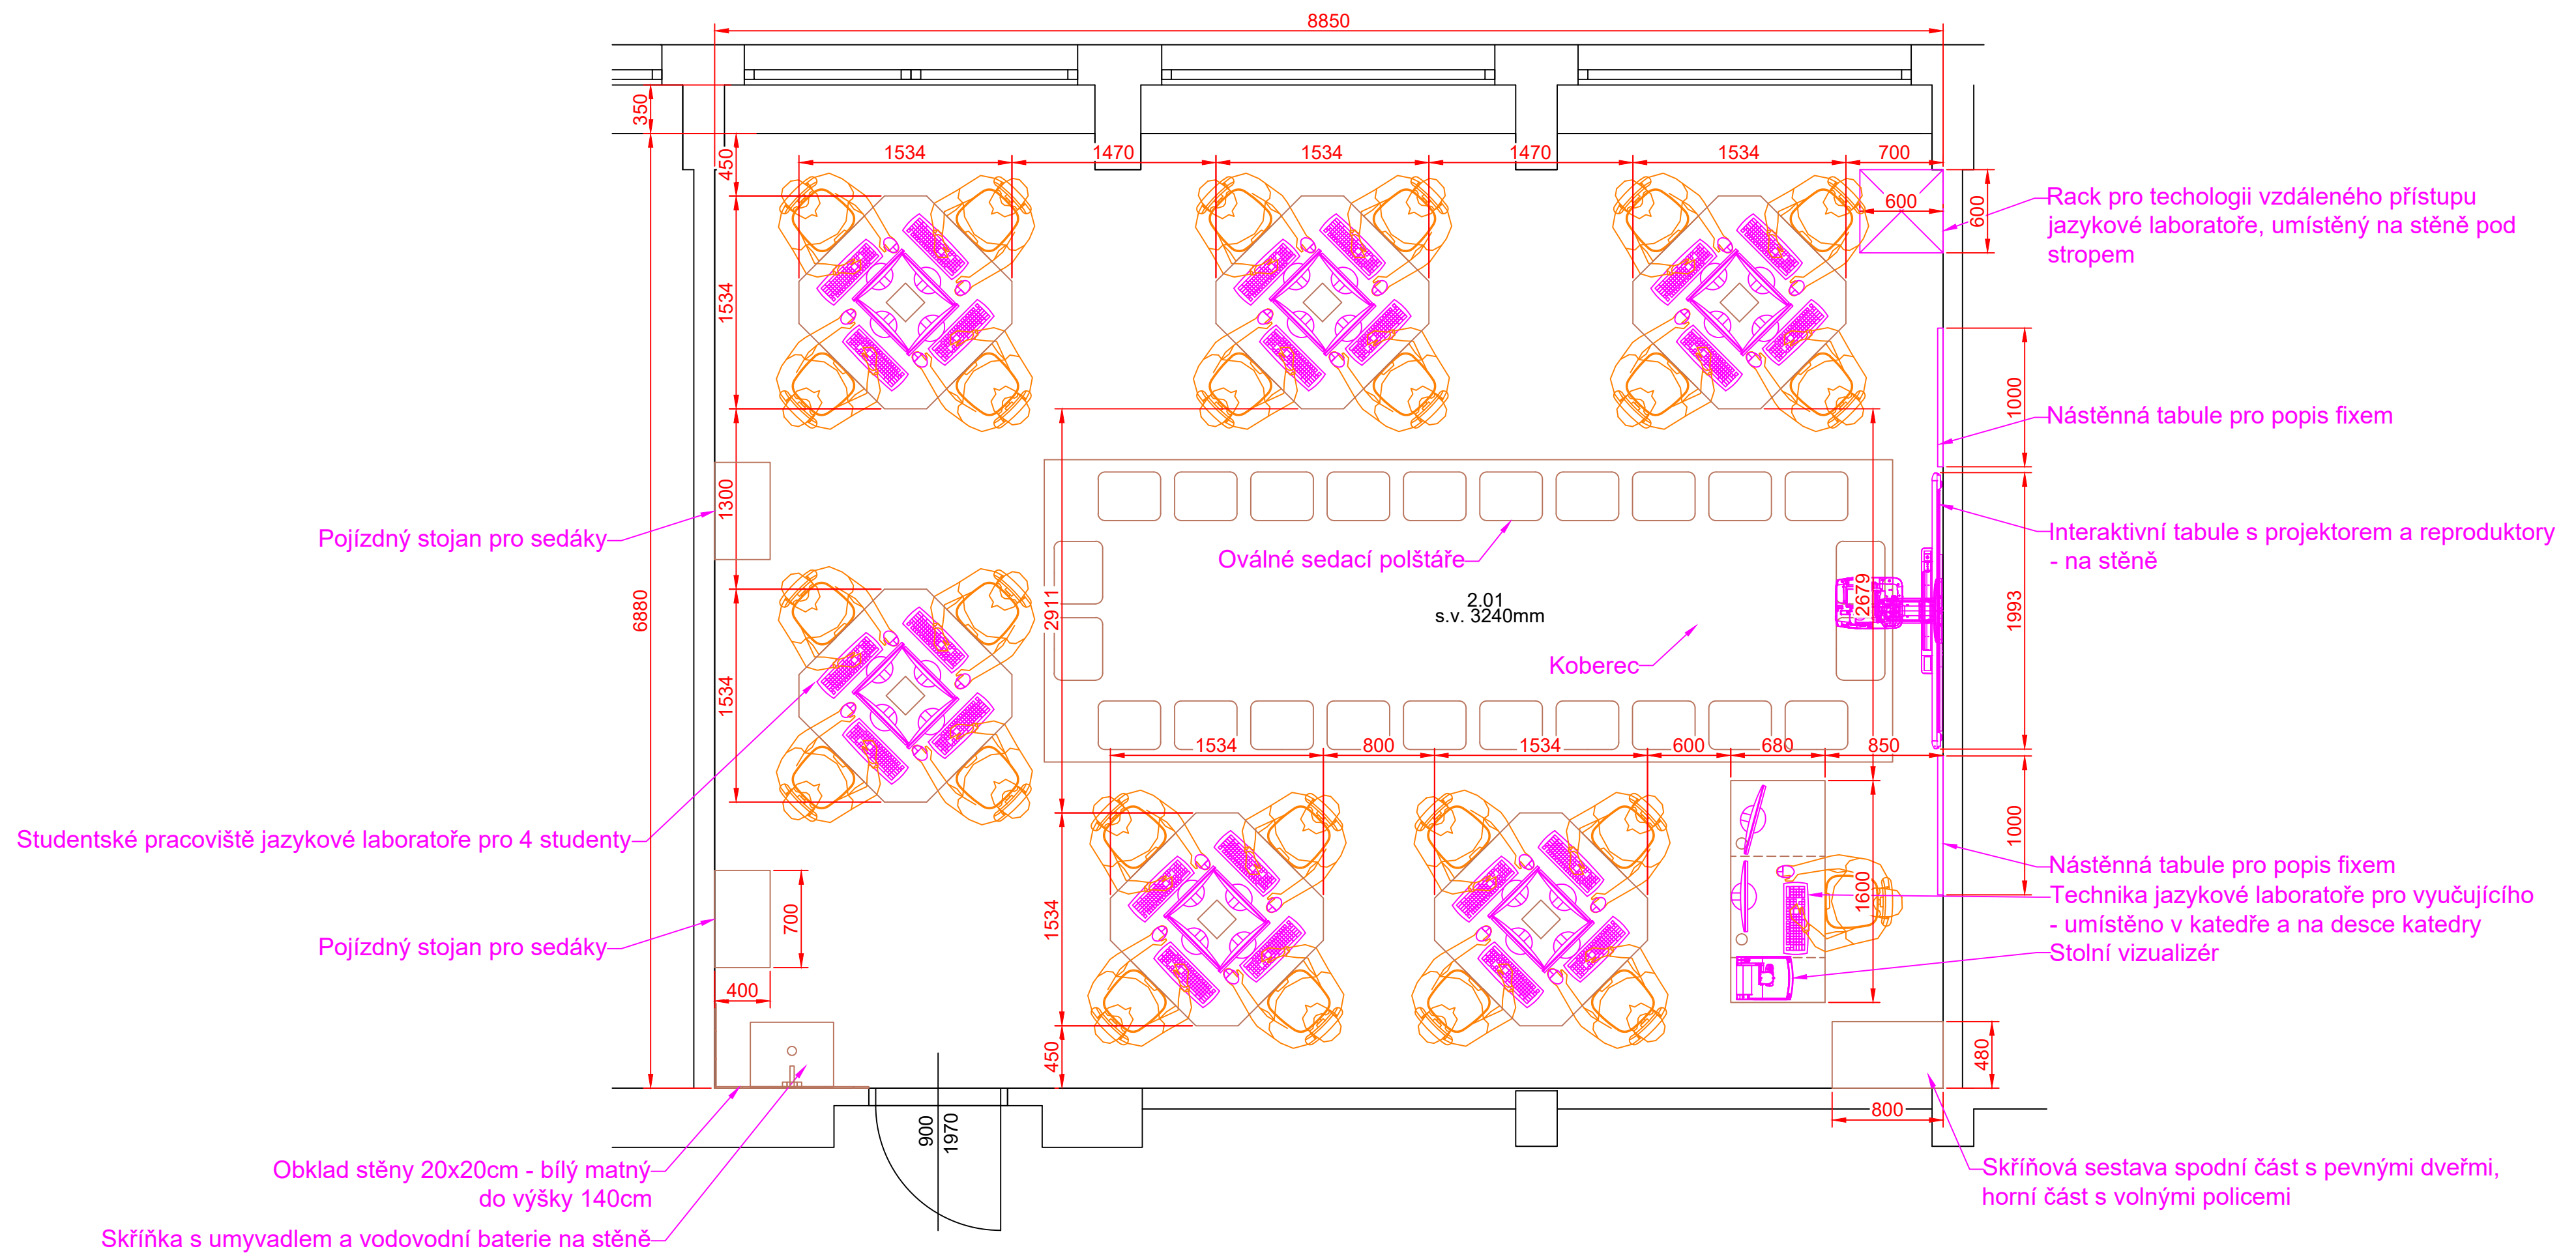 8850
350
450
1534
1470
1534
1470
1534
700
600
600
Rack pro techologii vzdáleného přístupu
jazykové laboratoře, umístěný na stěně pod
stropem
1534
1000
Nástěnná tabule pro popis fixem
1300
Pojízdný stojan pro sedáky
Oválné sedací polštáře
Interaktivní tabule s projektorem a reproduktory
- na stěně
6880
2911
2.01
s.v. 3240mm
2679
1993
Koberec
1534
1534
800
1534
600
680
850
Studentské pracoviště jazykové laboratoře pro 4 studenty
1000
Nástěnná tabule pro popis fixem
1600
Technika jazykové laboratoře pro vyučujícího
- umístěno v katedře a na desce katedry
Stolní vizualizér
700
1534
Pojízdný stojan pro sedáky
400
450
480
800
900
1970
Obklad stěny 20x20cm - bílý matný
do výšky 140cm
Skříňka s umyvadlem a vodovodní baterie na stěně
Skříňová sestava spodní část s pevnými dveřmi,
horní část s volnými policemi